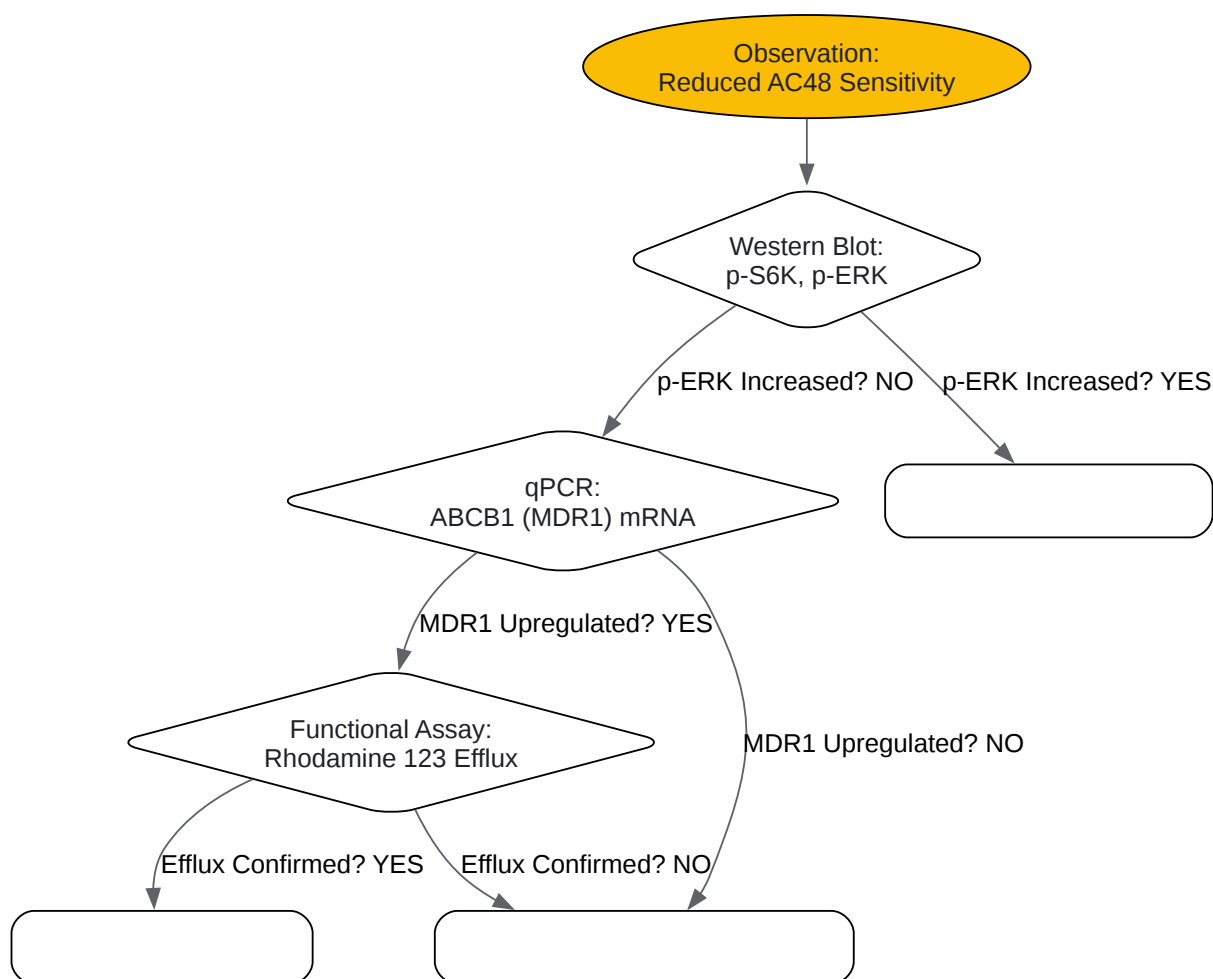 Observation:
Reduced AC48 Sensitivity
Western Blot:
p-S6K, p-ERK
p-ERK Increased? NO
p-ERK Increased? YES
qPCR:
ABCB1 (MDR1) mRNA
MDR1 Upregulated? YES
Functional Assay:
Rhodamine 123 Efflux
MDR1 Upregulated? NO
Efflux Confirmed? YES
Efflux Confirmed? NO